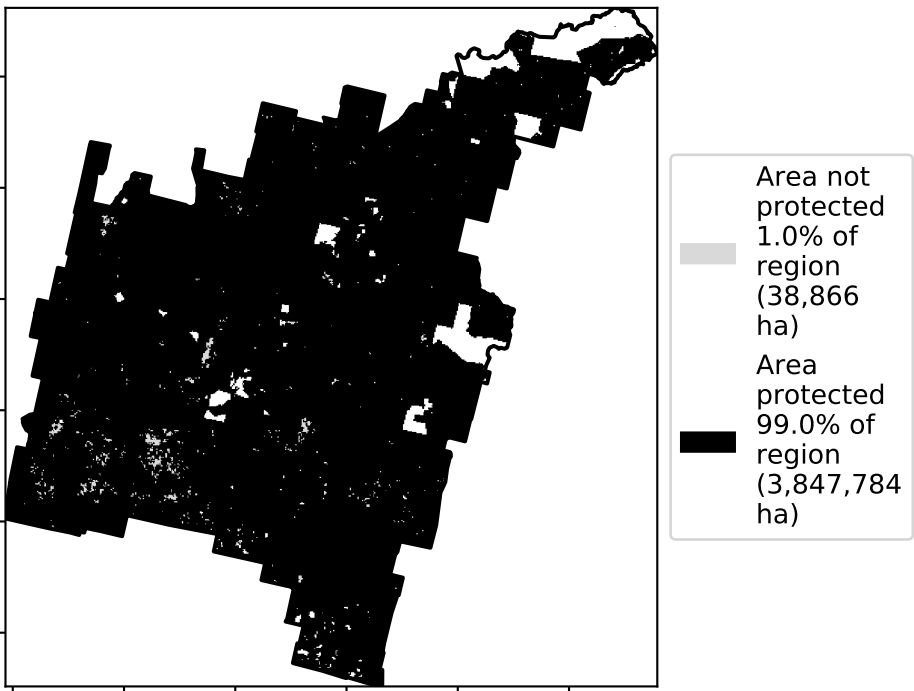 Area not
protected
1.0% of
region
(38,866
ha)
Area
protected
99.0% of
region
(3,847,784
ha)